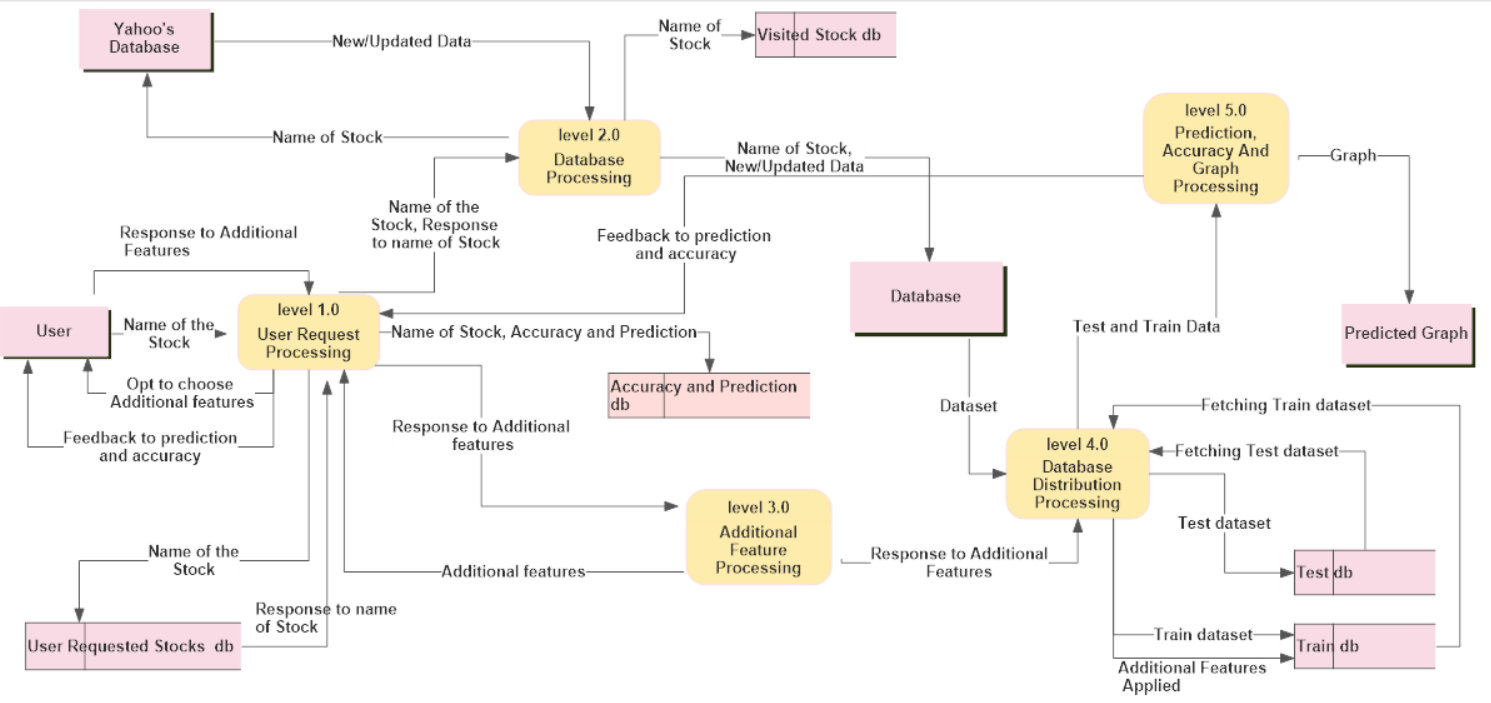 Yahoo's
Database
New/Updated Data
Name of
Stock
Visited Stock db
Name of Stock
level 2.0
Database
Processing
Name of Stock,
New/Updated Data
level 5.0
Prediction,
Accuracy And
Graph
Processing
Graph
Name of the
Stock, Response
to name of Stock
Response to Additional
Features
Feedback to prediction
and accuracy
Database
Predicted Graph
User
Name of the
Stock
level 1.0
User Request
Processing
Name of Stock, Accuracy and Prediction
Test and Train Data
Opt to choose
Additional features
Accuracy and Prediction
db
Feedback to prediction
and accuracy
Response to Additional
features
Dataset
Fetching Train dataset
level 4.0
Database
Distribution
Processing
Fetching Test dataset
Test dataset
level 3.0
Additional
Feature
Processing
Name of the
Stock
Additional features
Response to Additional
Features
Test db
Response to name
of Stock
User Requested Stocks db
Train dataset
Train db
Additional Features
Applied